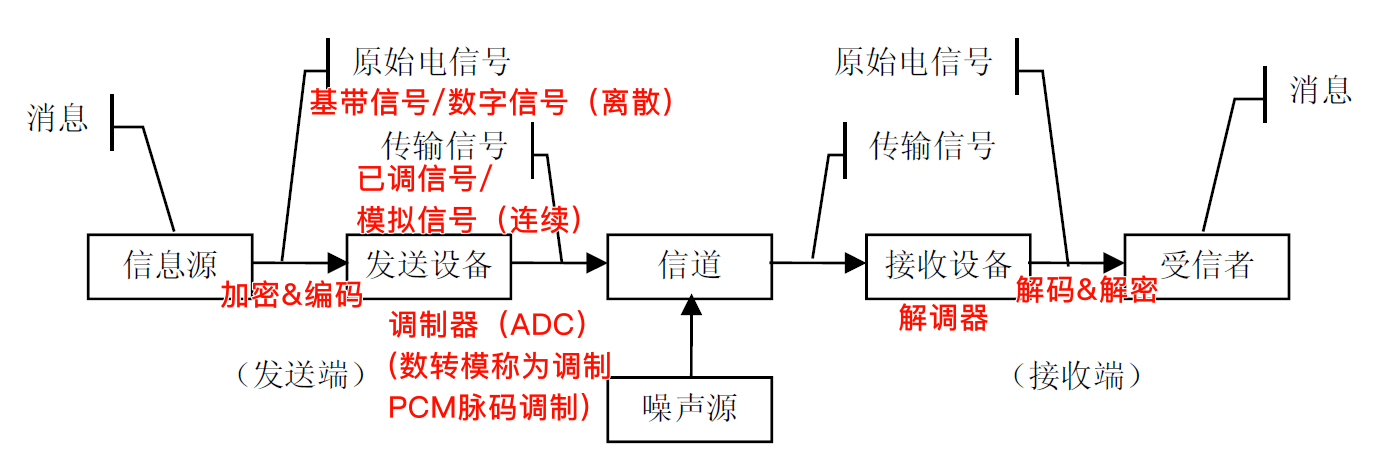 原始电信号
基带信号/数字信号（离散）
消息
传输信号
已调信号/
模拟信号（连续）
原始电信号
传输信号
消息
信息源
发送设备
信道
接收设备
受信者
加密&编码
解码&解密
调制器（ADC）
(数转模称为调制
PCM脉码调制）
解调器
（发送端）
噪声源
（接收端）